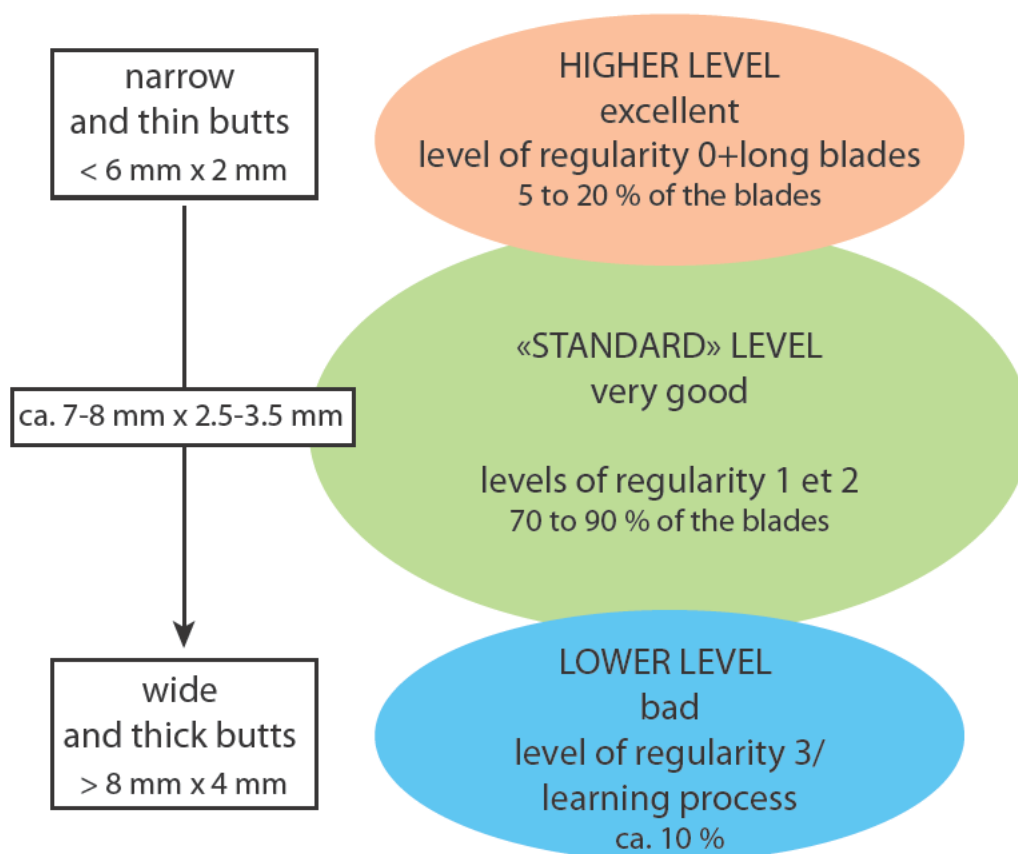 narrow
and thin butts
< 6 mm x 2 mm
HIGHER LEVEL
excellent
level of regularity 0+long blades
5 to 20 % of the blades
ca. 7-8 mm x 2.5-3.5 mm
«STANDARD» LEVEL
very good
levels of regularity 1 et 2
70 to 90 % of the blades
wide
and thick butts
> 8 mm x 4 mm
LOWER LEVEL
bad
level of regularity 3/
learning process
ca. 10 %